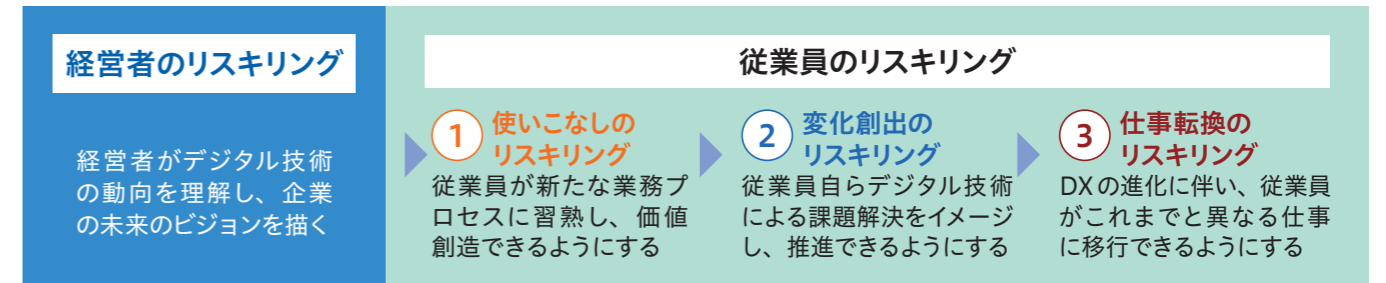 経営者のリスキリング
経営者がデジタル技術
の動向を理解し、企業
の未来のビジョンを描く
従業員のリスキリング
1 使いこなしの
リスキリング
従業員が新たな業務プ
ロセスに習熟し、価値
創造できるようにする
2 変化創出の
リスキリング
従業員自らデジタル技術
による課題解決をイメージ
し、推進できるようにする
3 仕事転換の
リスキリング
DXの進化に伴い、従業員
がこれまでと異なる仕事
に移行できるようにする